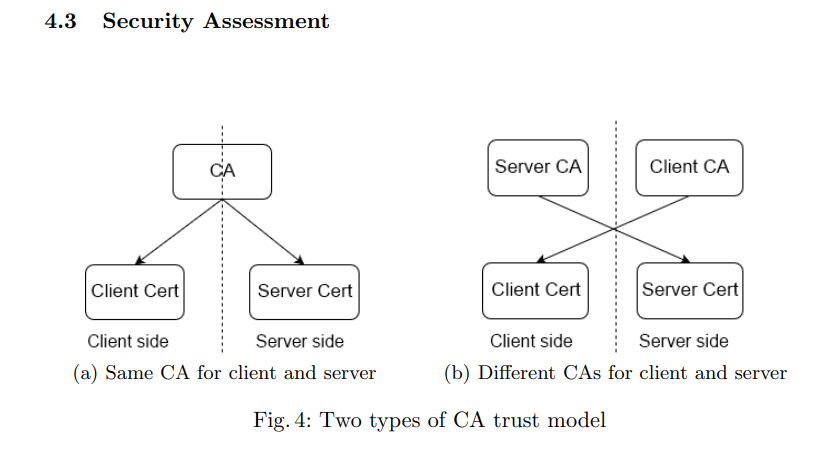 4.3 Security Assessment
CA
Client Cert
Server Cert
Client side
Server side
(a) Same CA for client and server
Server CA
Client CA
Client Cert
Server Cert
Client side
Server side
(b) Different CAs for client and server
Fig. 4: Two types of CA trust model